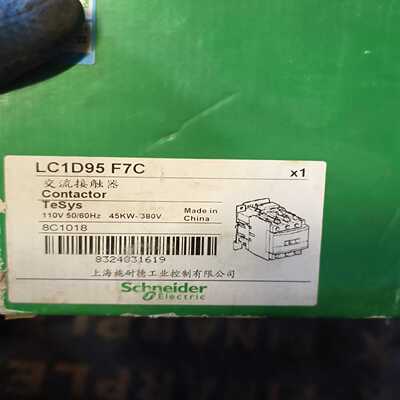 LC1D95 F7C x1
交流接触器
Contactor
TeSys
110V 50/60Hz 45KW-380V Made in China
8C1018
8324831619
上海施耐德工业控制有限公司
Schneider
Electric